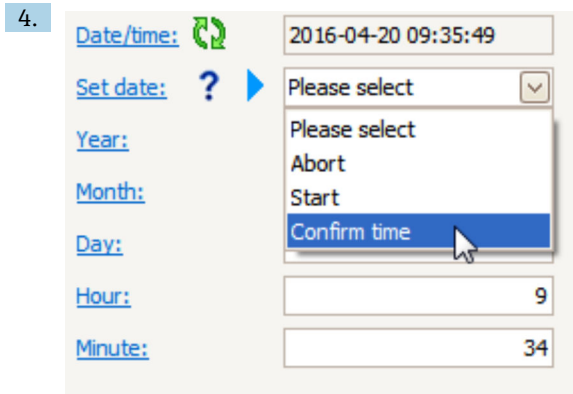 4.
Date/time: 2016-04-20 09:35:49
Set date: ? Please select
Year: Please select
Abort
Month: Start
Confirm time
Day:
Hour: 9
Minute: 34